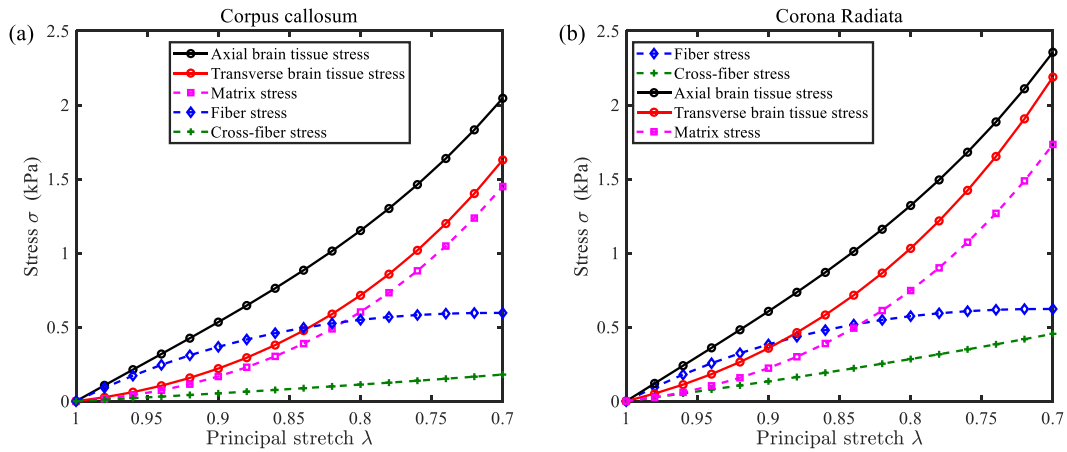 Corpus callosum
(a)
Axial brain tissue stress
Transverse brain tissue stress
Matrix stress
Fiber stress
Cross-fiber stress
2.5
2
1.5
1
0.5
0
Stress σ (kPa)
1
0.95
0.9
0.85
0.8
0.75
0.7
Principal stretch λ
Corona Radiata
(b)
Fiber stress
Cross-fiber stress
Axial brain tissue stress
Transverse brain tissue stress
Matrix stress
2.5
2
1.5
1
0.5
0
Stress σ (kPa)
1
0.95
0.9
0.85
0.8
0.75
0.7
Principal stretch λ